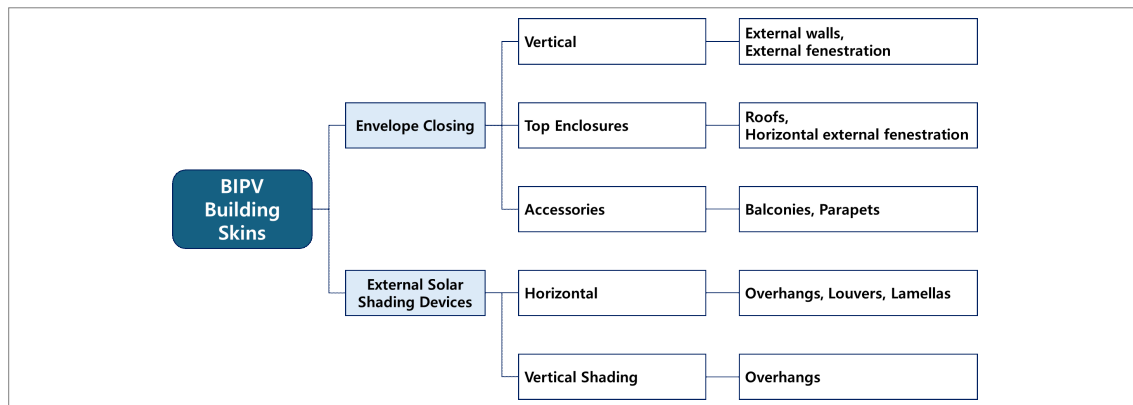 BIPV
Building
Skins
Envelope Closing
Vertical
External walls,
External fenestration
Top Enclosures
Roofs,
Horizontal external fenestration
Accessories
Balconies, Parapets
External Solar
Shading Devices
Horizontal
Overhangs, Louvers, Lamellas
Vertical Shading
Overhangs